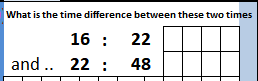 What is the time difference between these two times
16 : 22
and .. 22 : 48